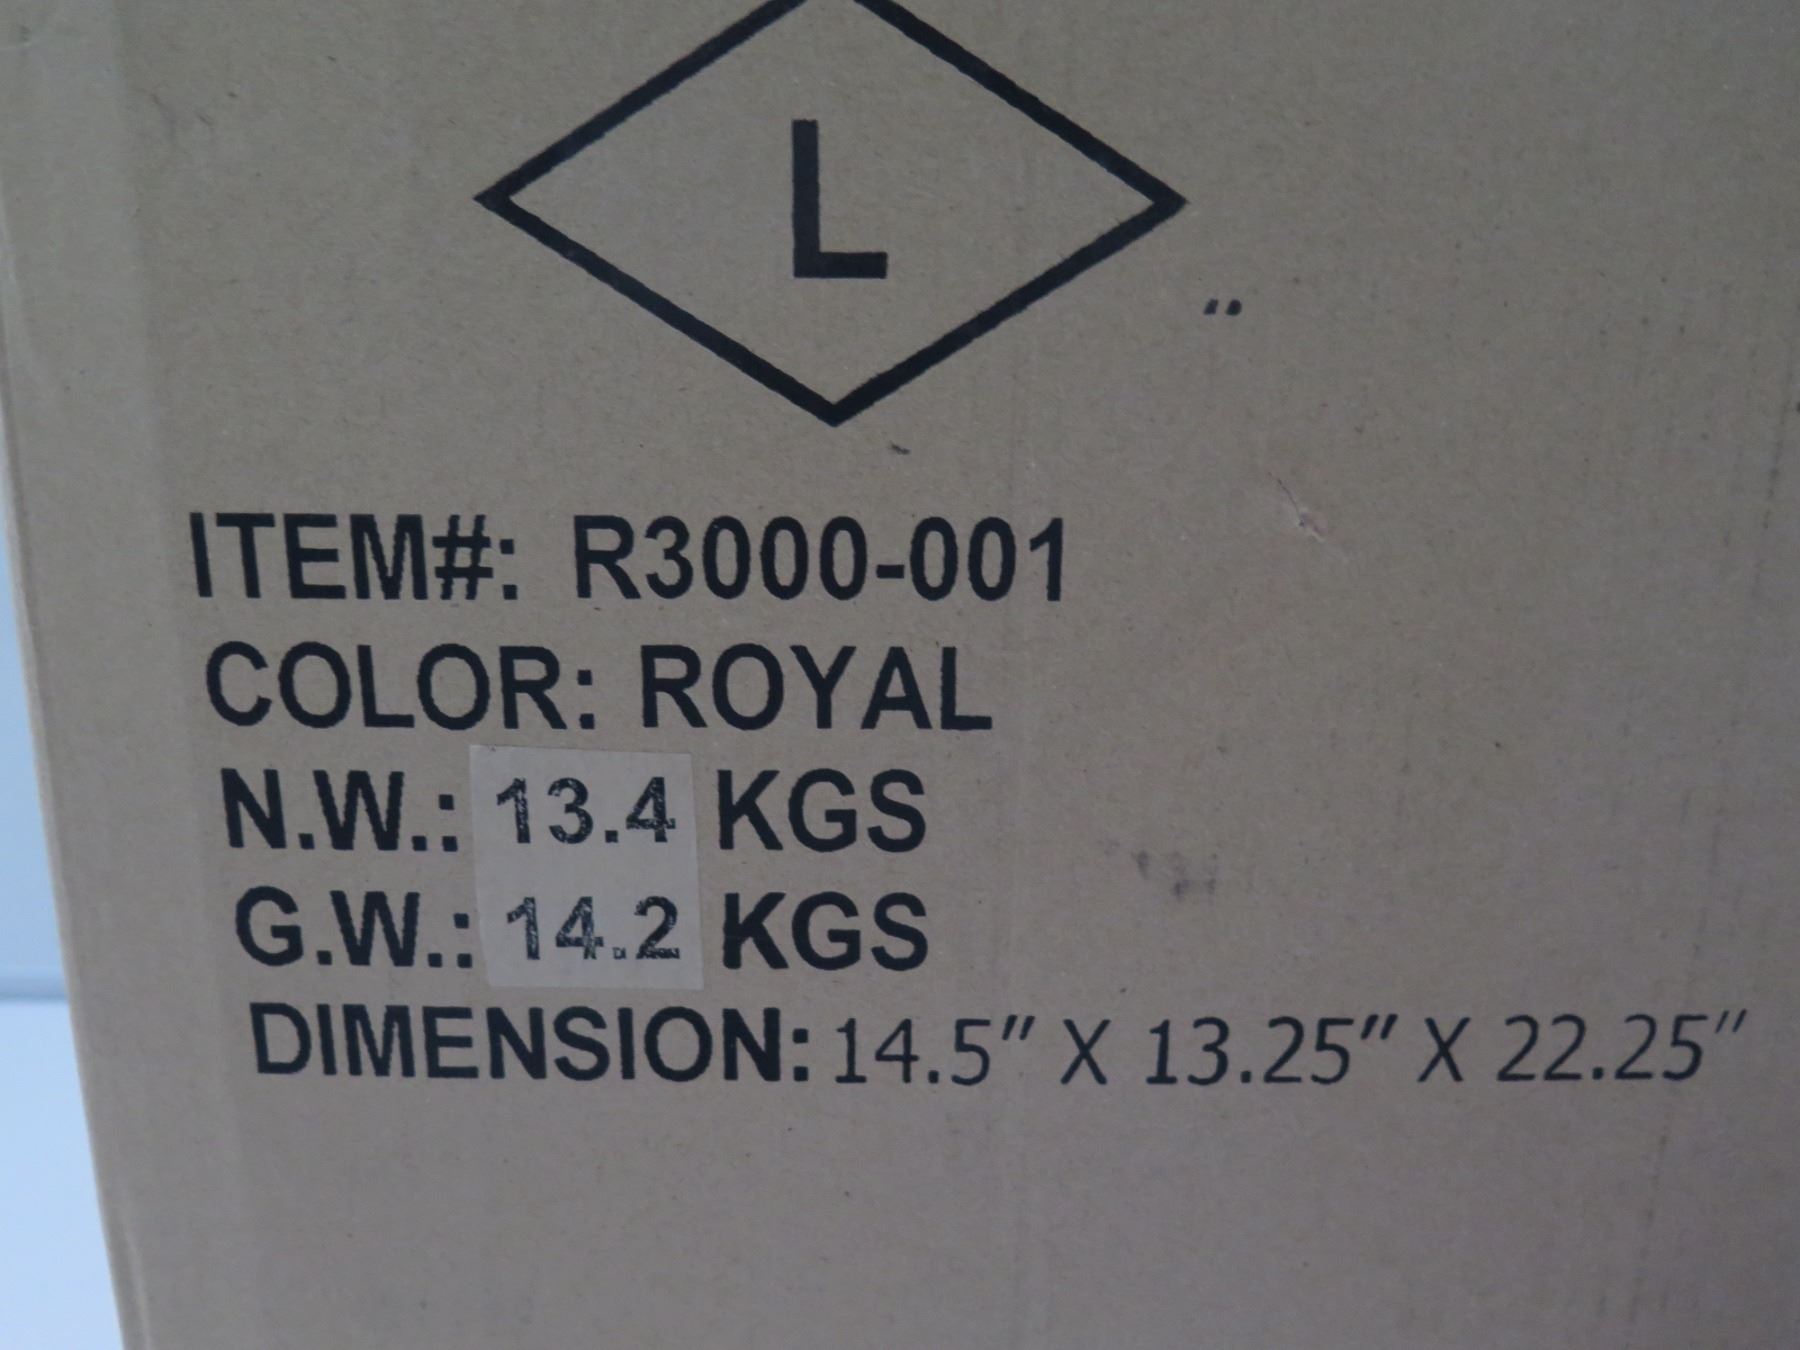 L
ITEM#: R3000-001
COLOR: ROYAL
N.W.: 13.4 KGS
G.W.: 14.2 KGS
DIMENSION: 14.5" X 13.25" X 22.25"